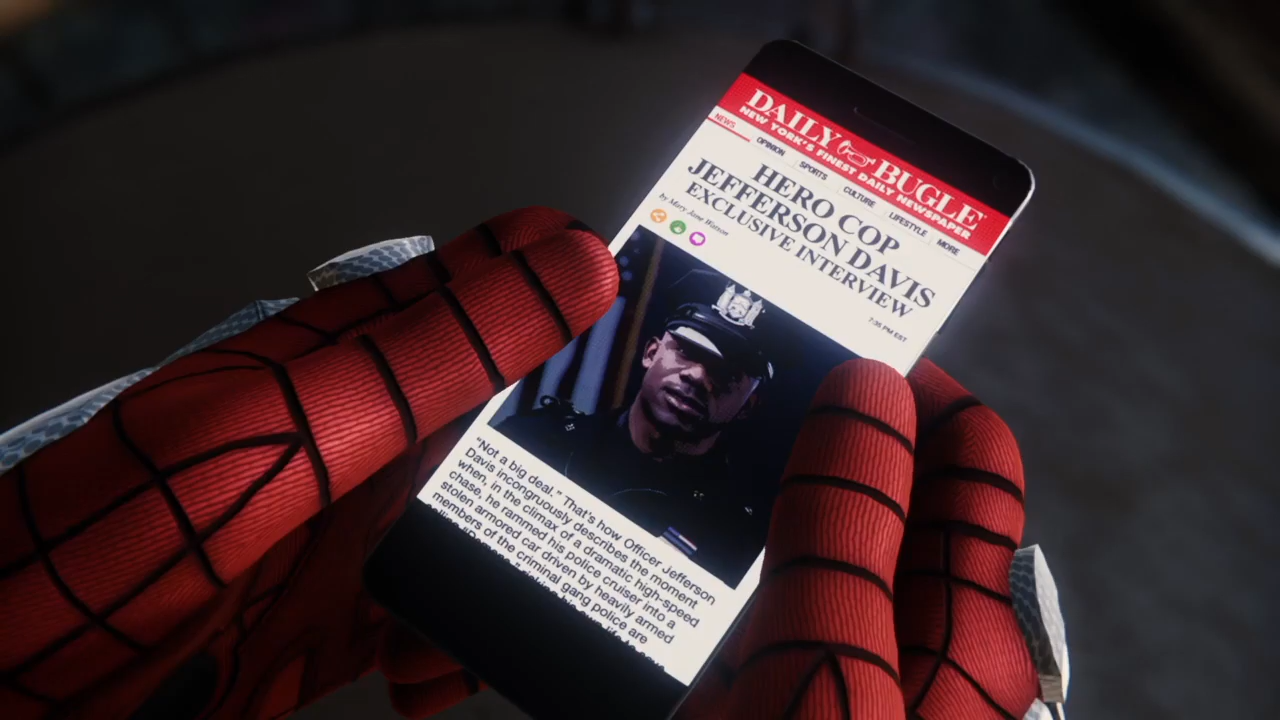 DAILY BUGLE
NEW YORK'S FINEST DAILY NEWSPAPER
NEWS OPINION SPORTS CULTURE LIFESTYLE MORE
HERO COP
JEFFERSON DAVIS
EXCLUSIVE INTERVIEW
by Mary Jane Watson
7:35 PM EST
"Not a big deal." That's how Officer Jefferson
Davis incongruously describes the moment
when, in the climax of a dramatic high-speed
chase, he rammed his police cruiser into a
stolen armored car driven by heavily armed
members of the criminal gang police are